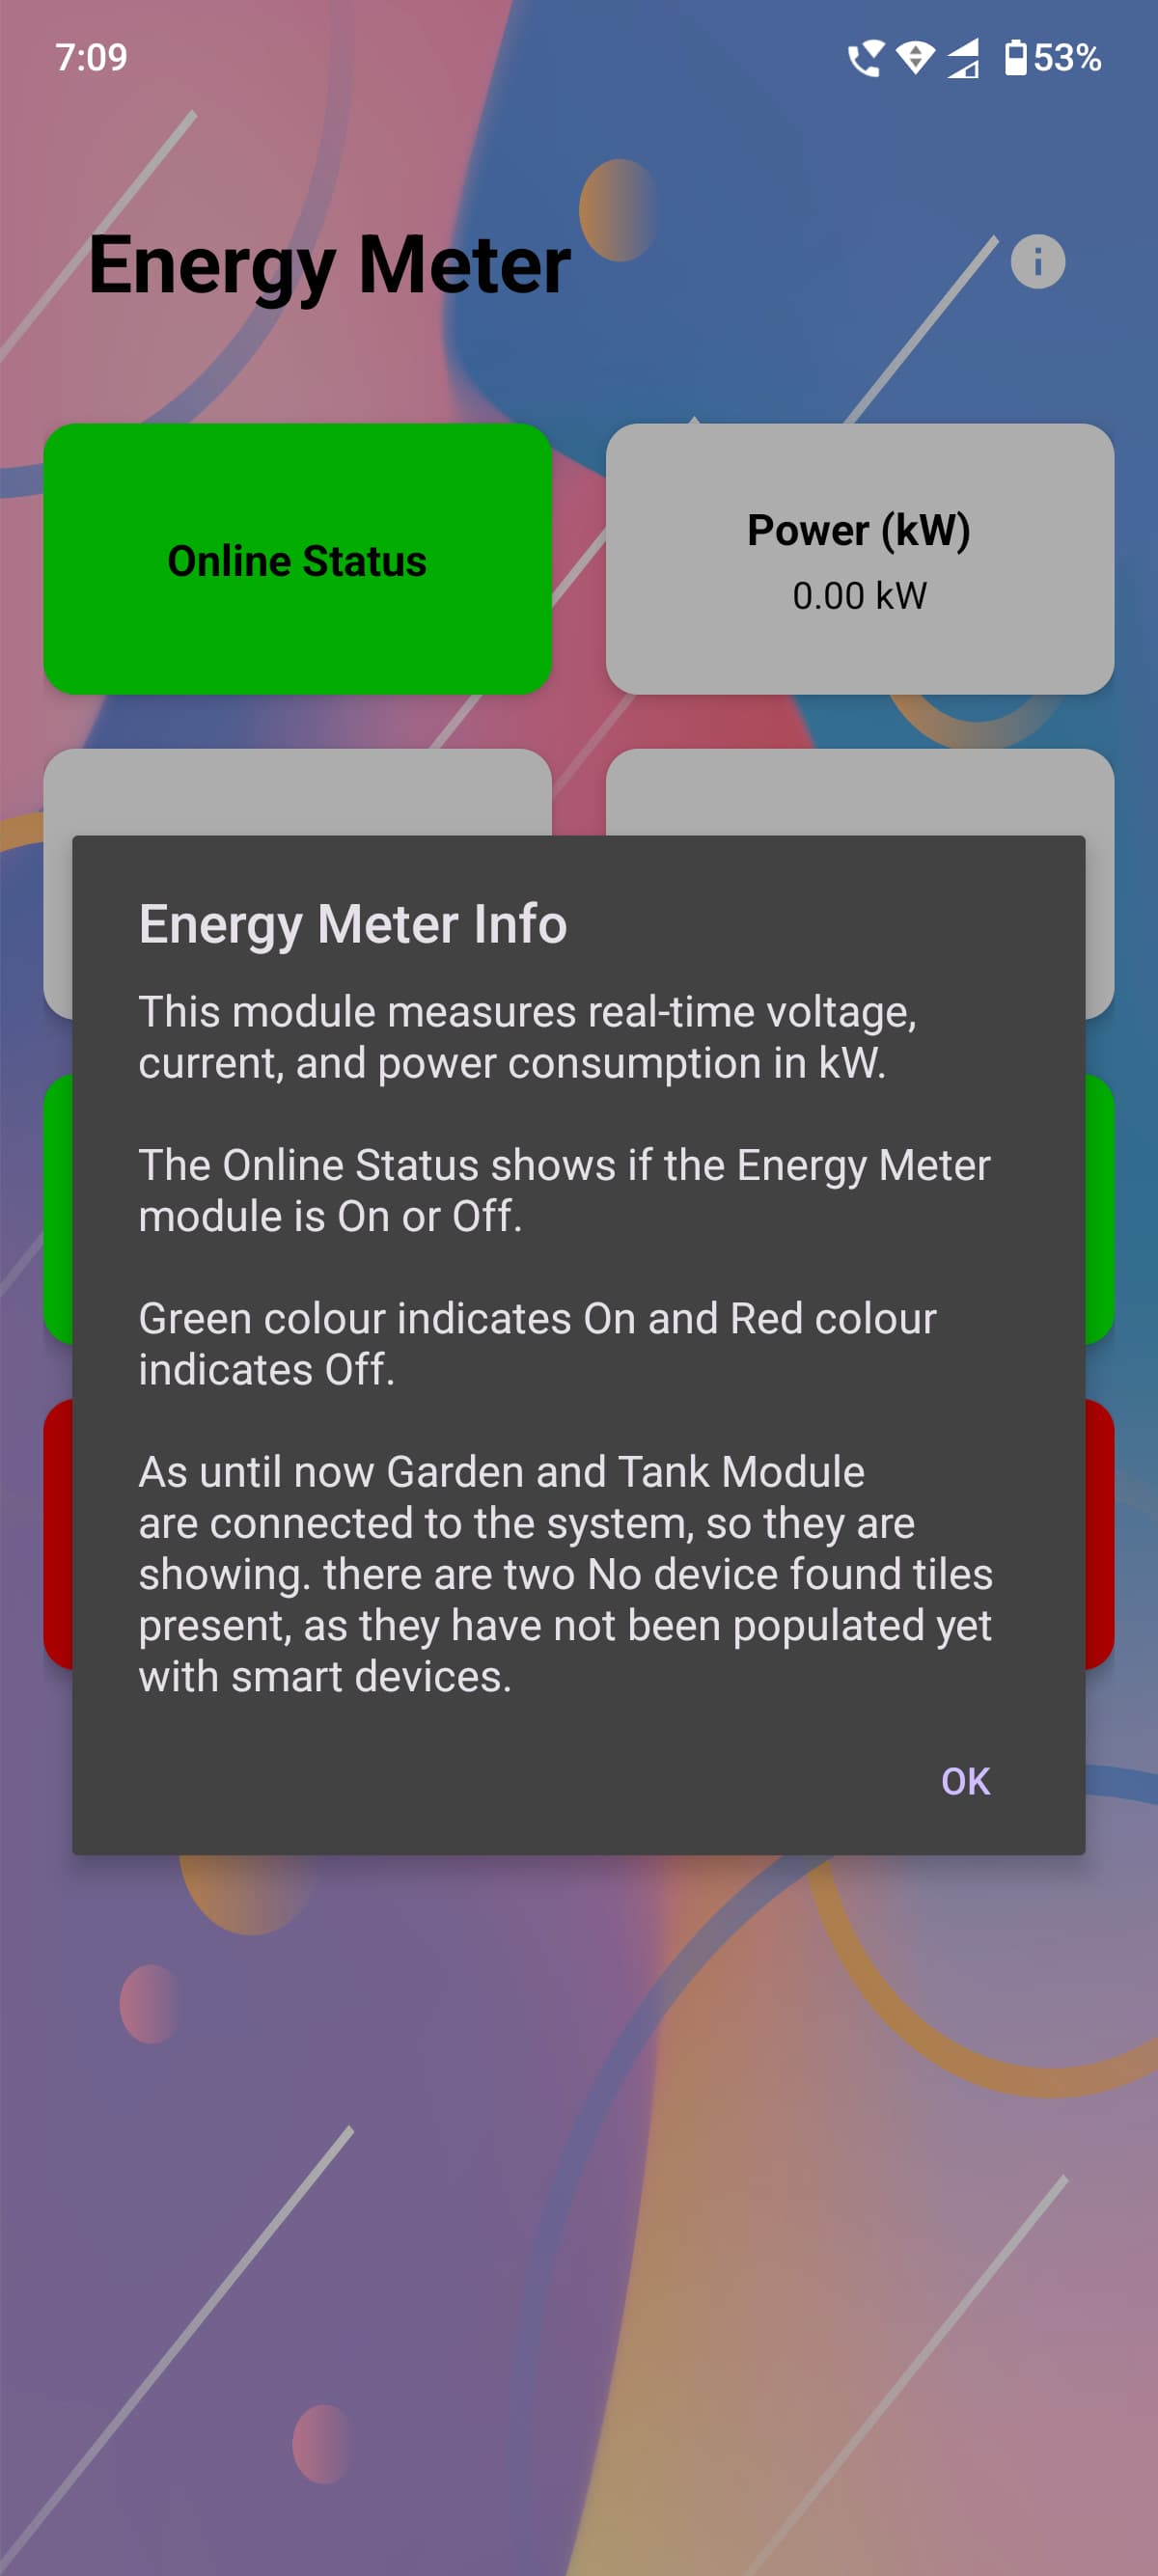 7:09
53%
Energy Meter
Online Status
Power (kW)
0.00 kW
Energy Meter Info
This module measures real-time voltage,
current, and power consumption in kW.
The Online Status shows if the Energy Meter
module is On or Off.
Green colour indicates On and Red colour
indicates Off.
As until now Garden and Tank Module
are connected to the system, so they are
showing. there are two No device found tiles
present, as they have not been populated yet
with smart devices.
OK